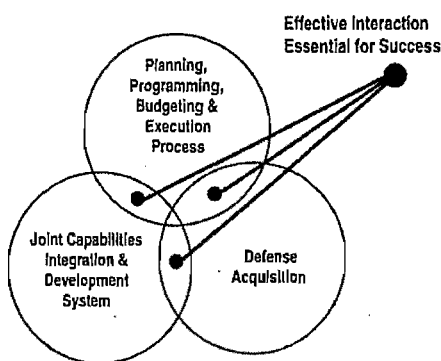 Effective Interaction
Essential for Success
Planning,
Programming,
Budgeting &
Execution
Process
Joint Capabilities
Integration &
Development
System
Defense
Acquisition